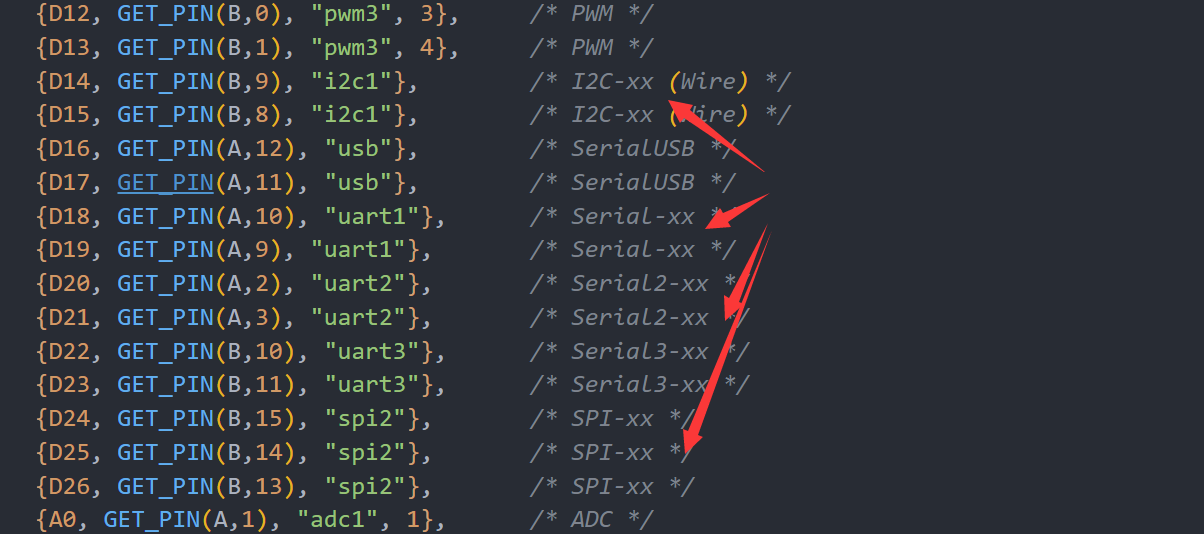 {D12, GET_PIN(B,0), "pwm3", 3}, /* PWM */
{D13, GET_PIN(B,1), "pwm3", 4}, /* PWM */
{D14, GET_PIN(B,9), "i2c1"}, /* I2C-xx (Wire) */
{D15, GET_PIN(B,8), "i2c1"}, /* I2C-xx (Wire) */
{D16, GET_PIN(A,12), "usb"}, /* SerialUSB */
{D17, GET_PIN(A,11), "usb"}, /* SerialUSB */
{D18, GET_PIN(A,10), "uart1"}, /* Serial-xx */
{D19, GET_PIN(A,9), "uart1"}, /* Serial-xx */
{D20, GET_PIN(A,2), "uart2"}, /* Serial2-xx */
{D21, GET_PIN(A,3), "uart2"}, /* Serial2-xx */
{D22, GET_PIN(B,10), "uart3"}, /* Serial3-xx */
{D23, GET_PIN(B,11), "uart3"}, /* Serial3-xx */
{D24, GET_PIN(B,15), "spi2"}, /* SPI-xx */
{D25, GET_PIN(B,14), "spi2"}, /* SPI-xx */
{D26, GET_PIN(B,13), "spi2"}, /* SPI-xx */
{A0, GET_PIN(A,1), "adc1", 1}, /* ADC */